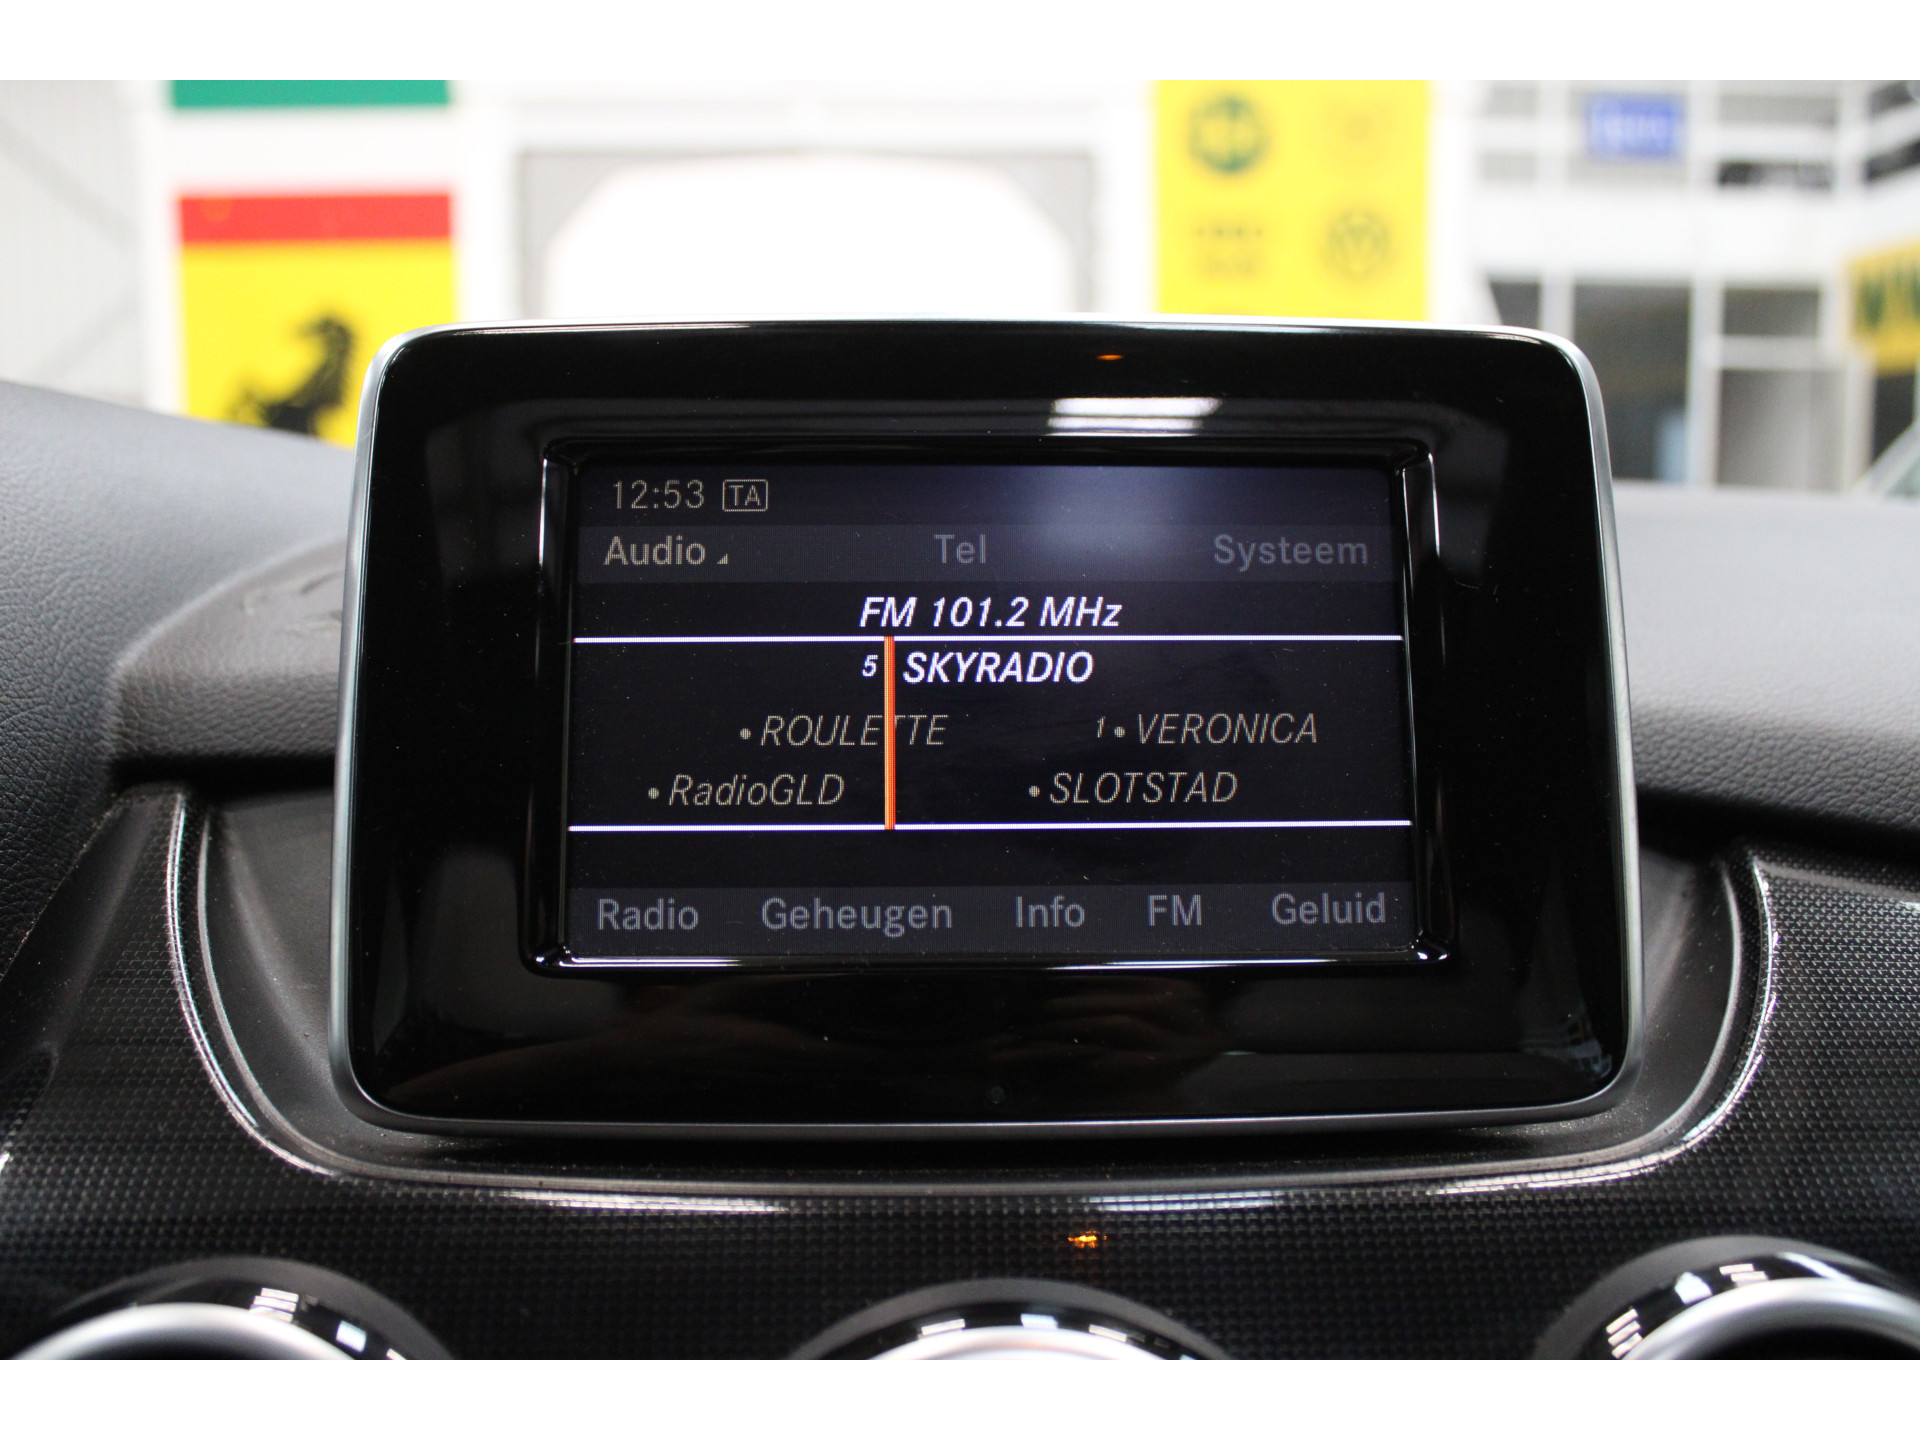 12:53 TA
Audio Tel Systeem
FM 101.2 MHz
5 SKYRADIO
•ROULETTE 1•VERONICA
•RadioGLD •SLOTSTAD
Radio Geheugen Info FM Geluid